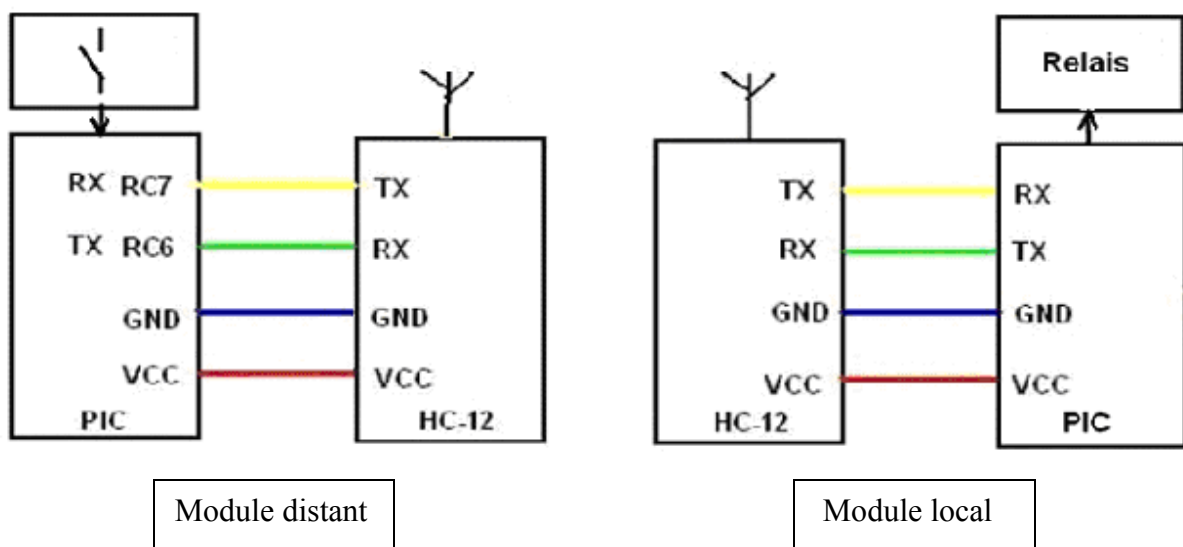 Relais
RX RC7
TX RC6
GND
VCC
PIC
TX
RX
GND
VCC
HC-12
TX
RX
GND
VCC
HC-12
RX
TX
GND
VCC
PIC
Module distant
Module local